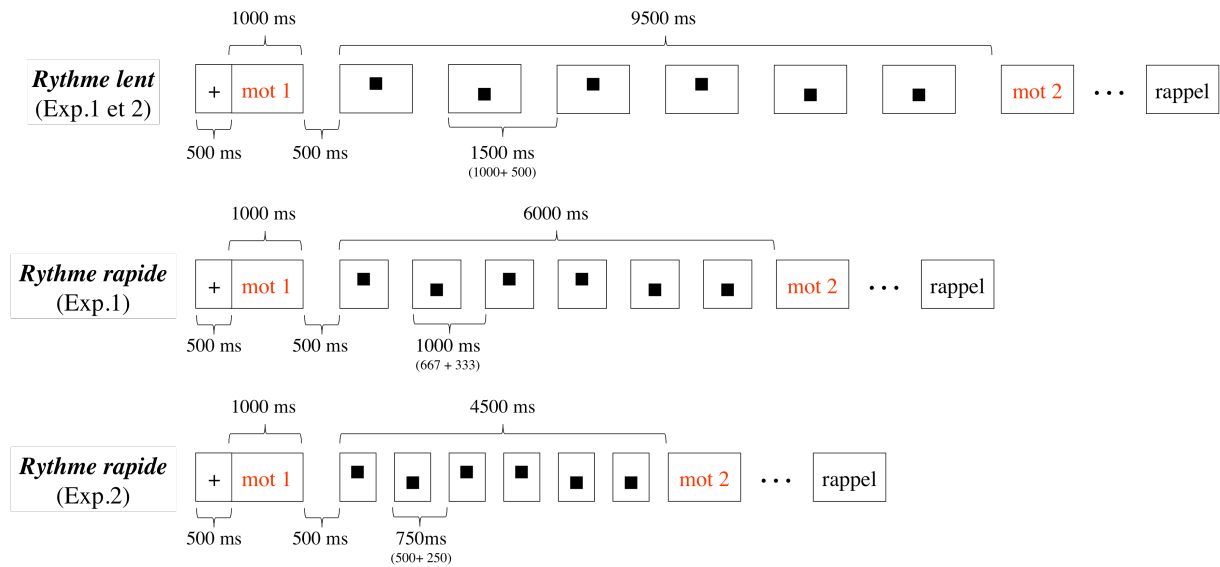 1000 ms
9500 ms
Rythme lent
(Exp.1 et 2)
+ mot 1 mot 2 ... rappel
500 ms 500 ms 1500 ms
(1000+ 500)
1000 ms
6000 ms
Rythme rapide
(Exp.1)
+ mot 1 mot 2 ... rappel
500 ms 500 ms 1000 ms
(667 + 333)
1000 ms
4500 ms
Rythme rapide
(Exp.2)
+ mot 1 mot 2 ... rappel
500 ms 500 ms 750ms
(500+ 250)